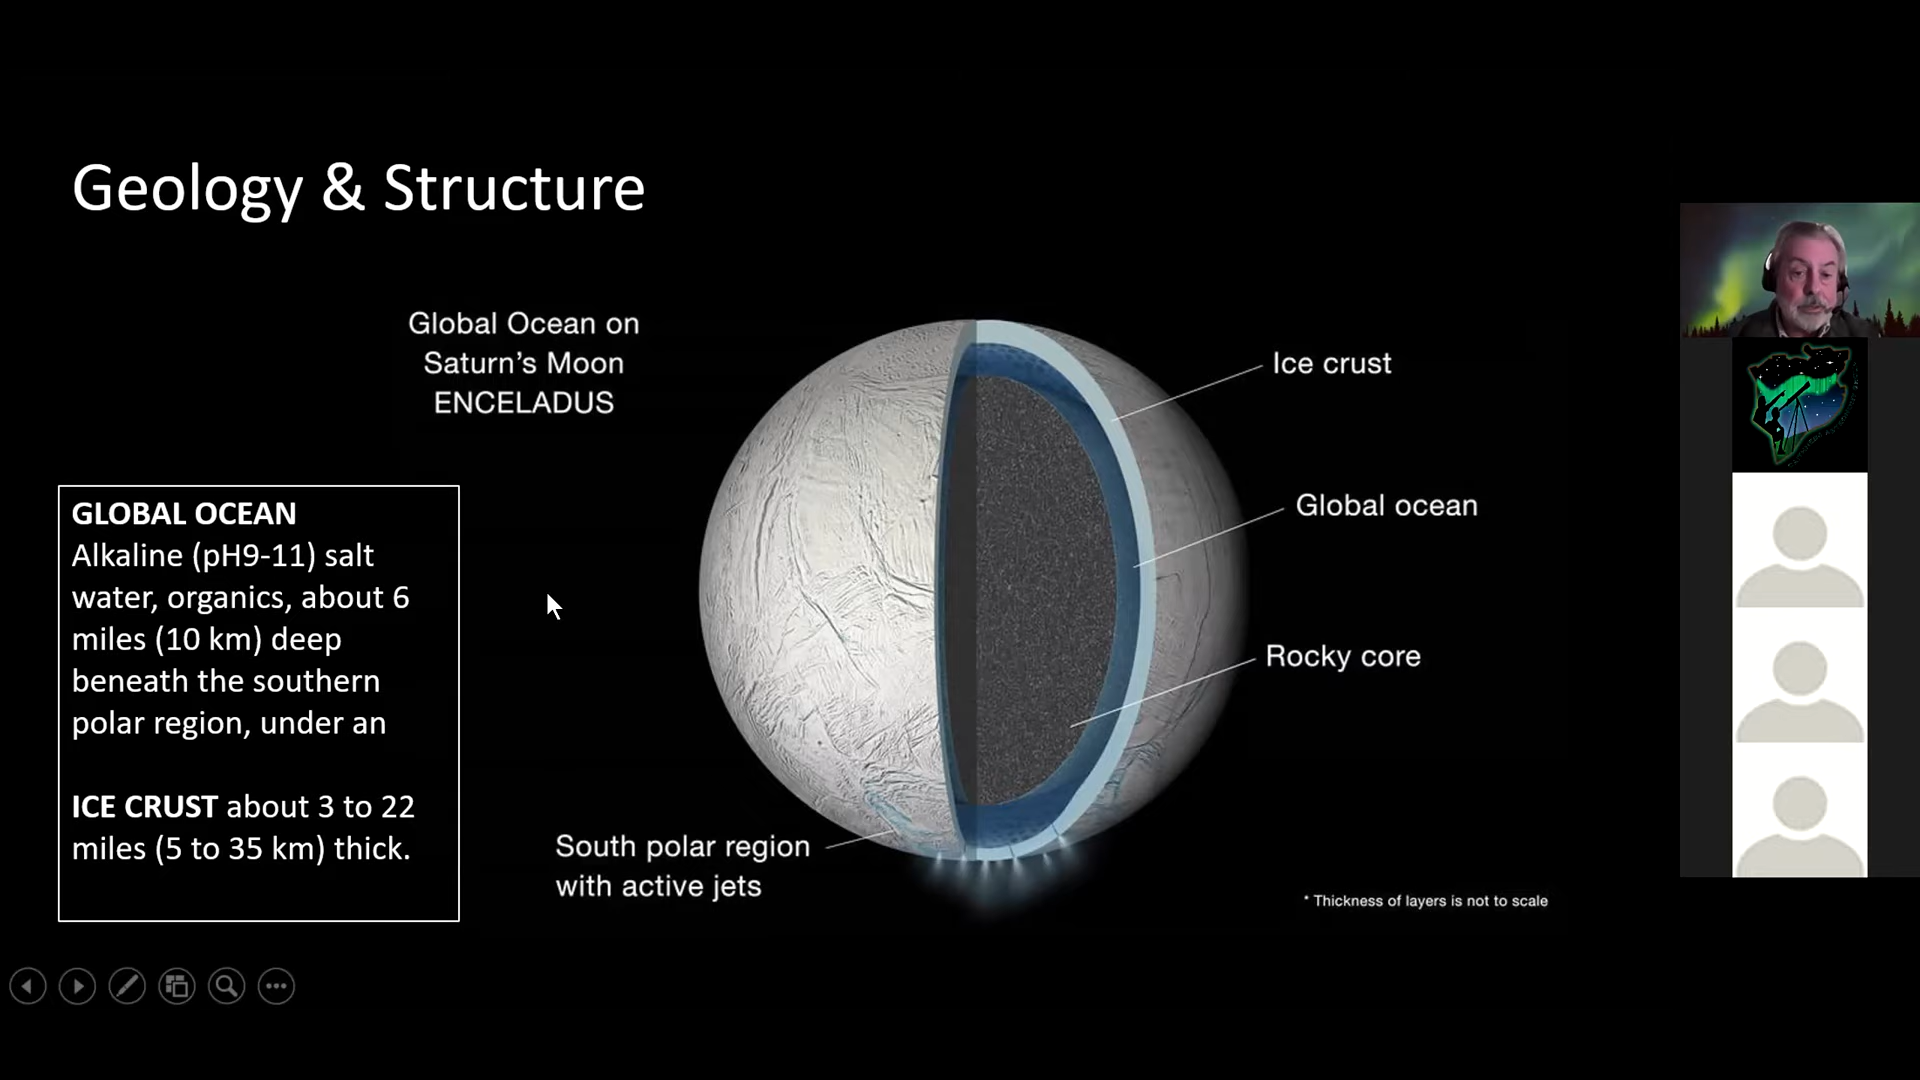 Geology & Structure
Global Ocean on
Saturn's Moon
ENCELADUS
Ice crust
Global ocean
Rocky core
GLOBAL OCEAN
Alkaline (pH9-11) salt
water, organics, about 6
miles (10 km) deep
beneath the southern
polar region, under an
ICE CRUST about 3 to 22
miles (5 to 35 km) thick.
South polar region
with active jets
* Thickness of layers is not to scale